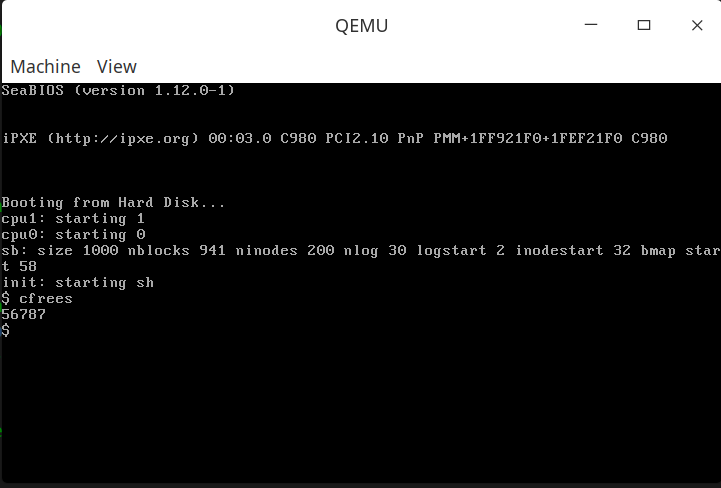 QEMU
Machine View
SeaBIOS (version 1.12.0-1)
iPXE (http://ipxe.org) 00:03.0 C980 PCI2.10 PnP PMM+1FF921F0+1FEF21F0 C980
Booting from Hard Disk...
cpu1: starting 1
cpu0: starting 0
sb: size 1000 nblocks 941 ninodes 200 nlog 30 logstart 2 inodestart 32 bmap star
t 58
init: starting sh
$ cfrees
56787
$